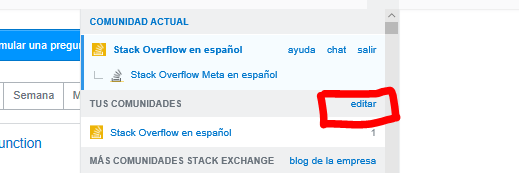 COMUNIDAD ACTUAL
mular una pregun
Stack Overflow en español ayuda chat salir
Stack Overflow Meta en español
Semana M
TUS COMUNIDADES editar
Stack Overflow en español 1
unction
MÁS COMUNIDADES STACK EXCHANGE blog de la empresa